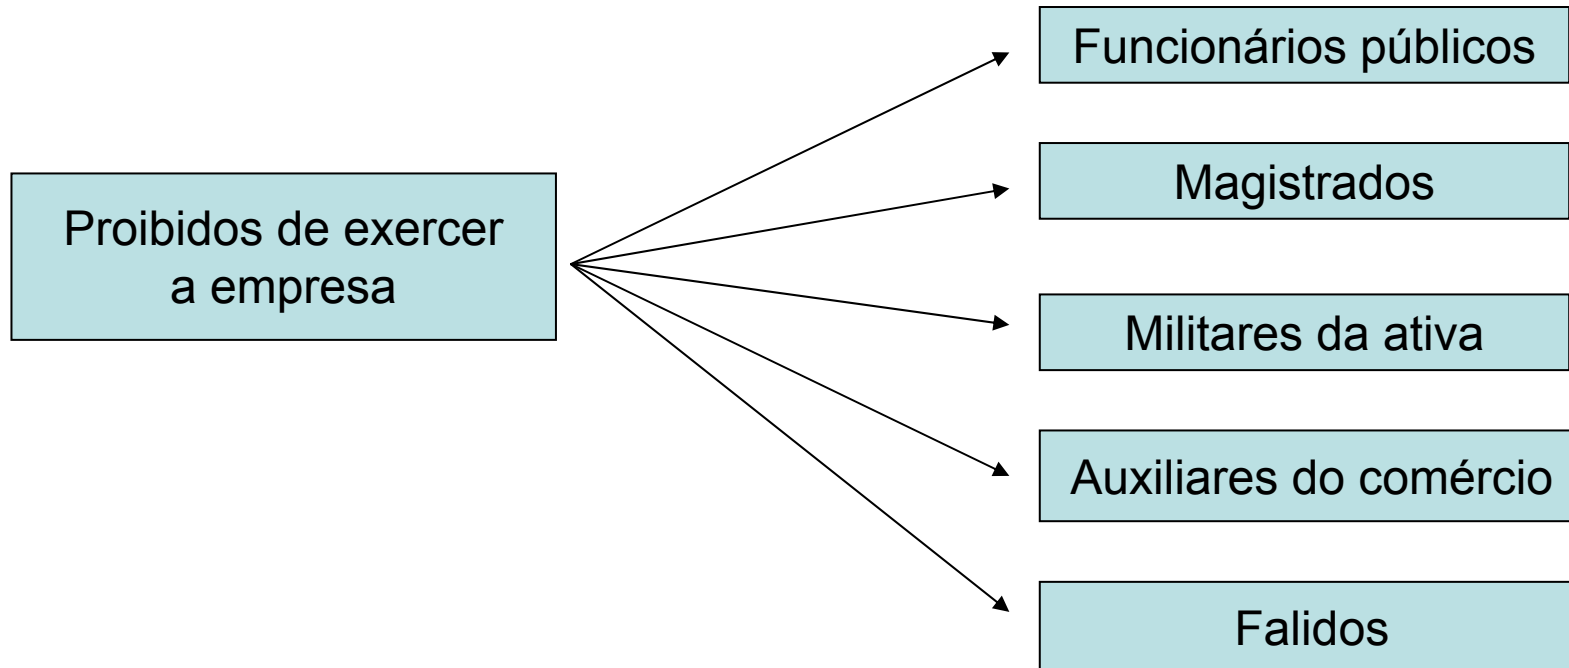 Proibidos de exercer
a empresa
Funcionários públicos
Magistrados
Militares da ativa
Auxiliares do comércio
Falidos